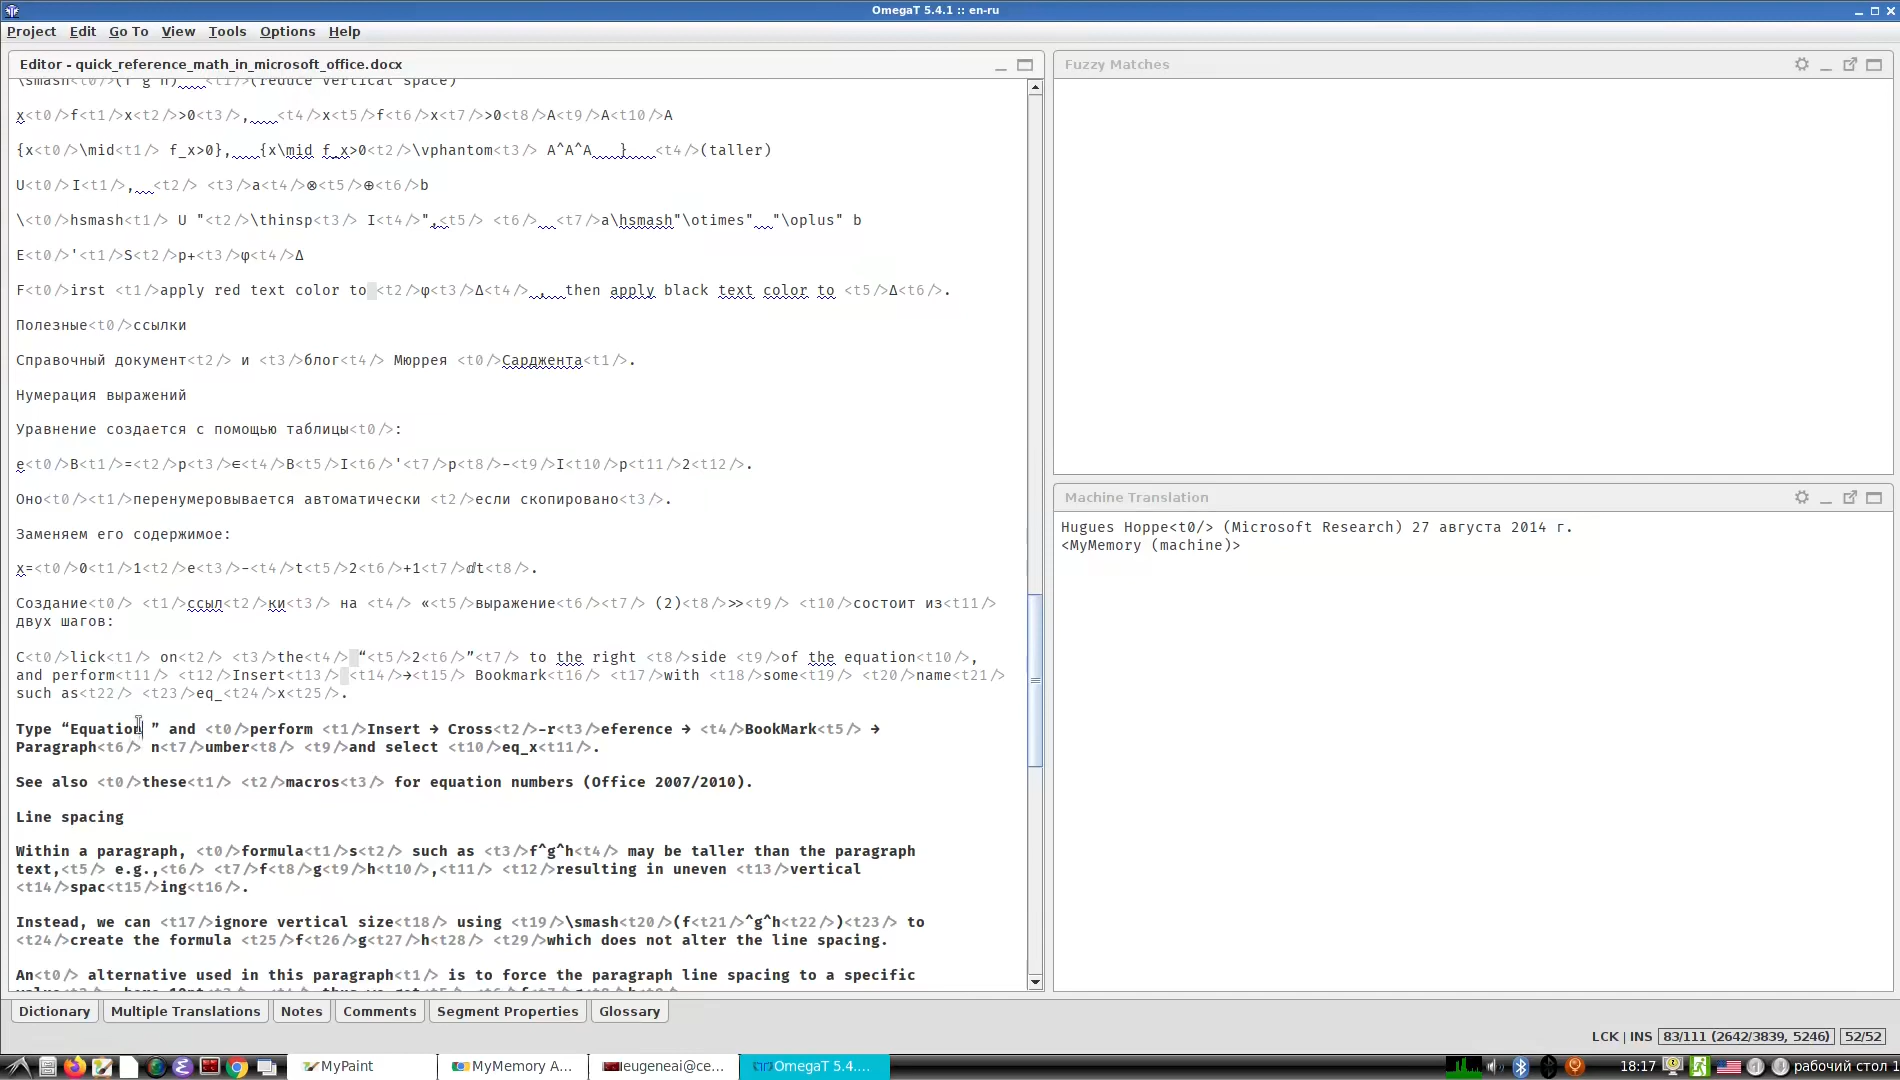 OmegaT 5.4.1 :: en-ru
Project Edit Go To View Tools Options Help
Editor - quick_reference_math_in_microsoft_office.docx
\smash<t0/>(f^g^h) <t1/>(reduce vertical space)
x<t0/>f<t1/>x<t2/>>0<t3/>, <t4/>x<t5/>f<t6/>x<t7/>>0<t8/>A<t9/>A<t10/>A
{x<t0/>\mid<t1/> f_x>0}, {x\mid f_x>0<t2/>\vphantom<t3/> A^A^A } <t4/>(taller)
U<t0/>I<t1/>, <t2/> <t3/>a<t4/>⊗<t5/>⊕<t6/>b
\<t0/>hsmash<t1/> U "<t2/>\thinsp<t3/> I<t4/>",<t5/> <t6/> <t7/>a\hsmash"\otimes" "\oplus" b
E<t0/>'<t1/>S<t2/>p+<t3/>φ<t4/>Δ
F<t0/>irst <t1/>apply red text color to <t2/>φ<t3/>Δ<t4/> , then apply black text color to <t5/>Δ<t6/>.
Полезные<t0/>ссылки
Справочный документ<t2/> и <t3/>блог<t4/> Мюррея <t0/>Сарджента<t1/>.
Нумерация выражений
Уравнение создается с помощью таблицы<t0/>:
e<t0/>B<t1/>=<t2/>p<t3/>∈<t4/>B<t5/>I<t6/>'<t7/>p<t8/>-<t9/>I<t10/>p<t11/>2<t12/>.
Оно<t0/><t1/>перенумеровывается автоматически <t2/>если скопировано<t3/>.
Заменяем его содержимое:
x=<t0/>0<t1/>1<t2/>e<t3/>-<t4/>t<t5/>2<t6/>+1<t7/>ⅆt<t8/>.
Создание<t0/> <t1/>ссыл<t2/>ки<t3/> на <t4/> «<t5/>выражение<t6/><t7/> (2)<t8/>>><t9/> <t10/>состоит из<t11/>
двух шагов:
C<t0/>lick<t1/> on<t2/> <t3/>the<t4/> “<t5/>2<t6/>”<t7/> to the right <t8/>side <t9/>of the equation<t10/>,
and perform<t11/> <t12/>Insert<t13/> <t14/>→<t15/> Bookmark<t16/> <t17/>with <t18/>some<t19/> <t20/>name<t21/>
such as<t22/> <t23/>eq_<t24/>x<t25/>.
Type “Equation ” and <t0/>perform <t1/>Insert → Cross<t2/>-r<t3/>eference → <t4/>BookMark<t5/> →
Paragraph<t6/> n<t7/>umber<t8/> <t9/>and select <t10/>eq_x<t11/>.
See also <t0/>these<t1/> <t2/>macros<t3/> for equation numbers (Office 2007/2010).
Line spacing
Within a paragraph, <t0/>formula<t1/>s<t2/> such as <t3/>f^g^h<t4/> may be taller than the paragraph
text,<t5/> e.g.,<t6/> <t7/>f<t8/>g<t9/>h<t10/>,<t11/> <t12/>resulting in uneven <t13/>vertical
<t14/>spac<t15/>ing<t16/>.
Instead, we can <t17/>ignore vertical size<t18/> using <t19/>\smash<t20/>(f<t21/>^g^h<t22/>)<t23/> to
<t24/>create the formula <t25/>f<t26/>g<t27/>h<t28/> <t29/>which does not alter the line spacing.
An<t0/> alternative used in this paragraph<t1/> is to force the paragraph line spacing to a specific
Fuzzy Matches
Machine Translation
Hugues Hoppe<t0/> (Microsoft Research) 27 августа 2014 г.
<MyMemory (machine)>
Dictionary Multiple Translations Notes Comments Segment Properties Glossary
LCK | INS 83/111 (2642/3839, 5246) 52/52
MyPaint MyMemory A... eugeneai@ce... OmegaT 5.4.... 18:17 рабочий стол 1